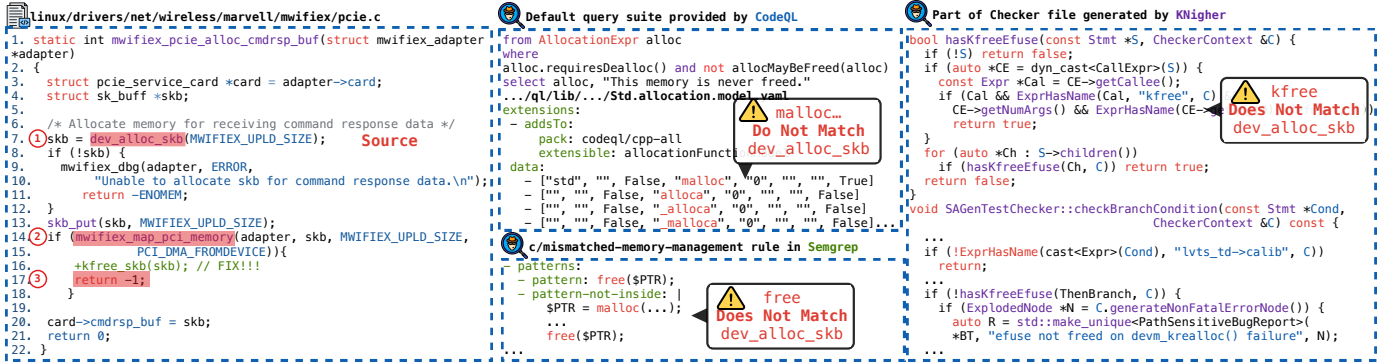 linux/drivers/net/wireless/marvell/mwifiex/pcie.c
1. static int mwifiex_pcie_alloc_cmdrsp_buf(struct mwifiex_adapter
*adapter)
2. {
3. struct pcie_service_card *card = adapter->card;
4. struct sk_buff *skb;
5.
6. /* Allocate memory for receiving command response data */
1 7. skb = dev_alloc_skb(MWIFIEX_UPLD_SIZE); Source
8. if (!skb) {
9. mwifiex_dbg(adapter, ERROR,
10. "Unable to allocate skb for command response data.\n");
11. return -ENOMEM;
12. }
13. skb_put(skb, MWIFIEX_UPLD_SIZE);
2 14. if (mwifiex_map_pci_memory(adapter, skb, MWIFIEX_UPLD_SIZE,
15. PCI_DMA_FROMDEVICE)){
16. +kfree_skb(skb); // FIX!!!
3 17. return -1;
18. }
19.
20. card->cmdrsp_buf = skb;
21. return 0;
22. }
Default query suite provided by CodeQL
from AllocationExpr alloc
where
alloc.requiresDealloc() and not allocMayBeFreed(alloc)
select alloc, "This memory is never freed."
.../ql/lib/.../Std.allocation.model.yaml
extensions:
- addsTo:
pack: codeql/cpp-all
extensible: allocationFunct
data:
- ["std", "", False, "malloc", "0", "", "", True]
- ["", "", False, "alloca", "0", "", "", False]
- ["", "", False, "_alloca", "0", "", "", False]
- ["", "", False, "_malloca", "0", "", "", False]...
malloc…
Do Not Match
dev_alloc_skb
c/mismatched-memory-management rule in Semgrep
- patterns:
- pattern: free($PTR);
- pattern-not-inside: |
$PTR = malloc(...);
...
free($PTR);
...
free
Does Not Match
dev_alloc_skb
Part of Checker file generated by KNigher
bool hasKfreeEfuse(const Stmt *S, CheckerContext &C) {
if (!S) return false;
if (auto *CE = dyn_cast<CallExpr>(S)) {
const Expr *Cal = CE->getCallee();
if (Cal && ExprHasName(Cal, "kfree", C)
CE->getNumArgs() && ExprHasName(CE->ge
return true;
}
for (auto *Ch : S->children())
if (hasKfreeEfuse(Ch, C)) return true;
return false;
}
void SAGenTestChecker::checkBranchCondition(const Stmt *Cond,
CheckerContext &C) const {
...
if (!ExprHasName(cast<Expr>(Cond), "lvts_td->calib", C))
return;
...
if (!hasKfreeEfuse(ThenBranch, C)) {
if (ExplodedNode *N = C.generateNonFatalErrorNode()) {
auto R = std::make_unique<PathSensitiveBugReport>(
*BT, "efuse not freed on devm_krealloc() failure", N);
...
kfree
Does Not Match
dev_alloc_skb